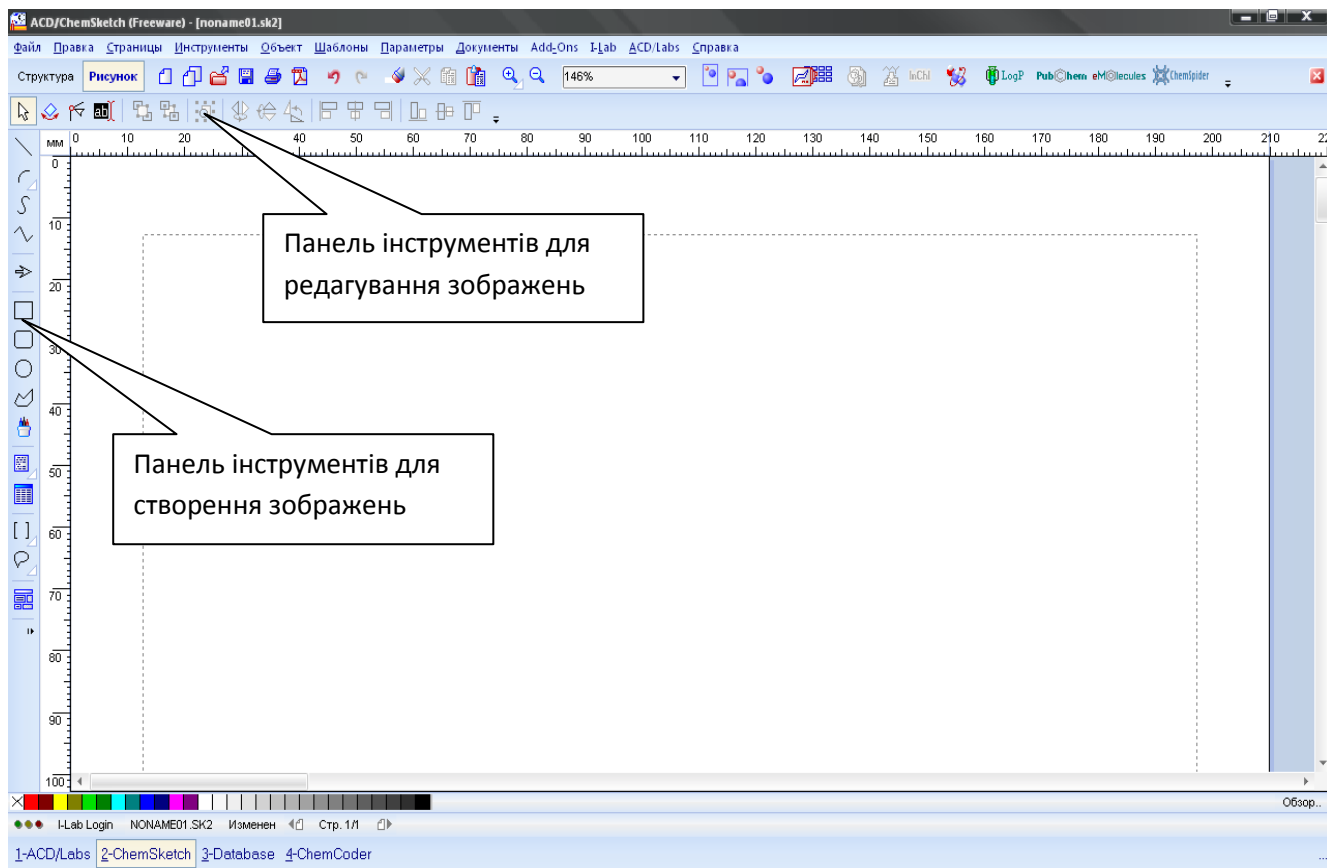 ACD/ChemSketch (Freeware) - [noname01.sk2]
Файл Правка Страницы Инструменты Объект Шаблоны Параметры Документы Add-Ons I-Lab ACD/Labs Справка
Структура Рисунок 146% InChI LogP PubChem eMolecules ChemSpider
ab
мм 0 10 20 40 50 60 70 80 90 100 110 120 130 140 150 160 170 180 190 200 210 22
0
10
20
30
40
50
60
70
80
90
100
Панель інструментів для
редагування зображень
Панель інструментів для
створення зображень
Обзор..
I-Lab Login NONAME01.SK2 Изменен Стр. 1/1
1-ACD/Labs 2-ChemSketch 3-Database 4-ChemCoder